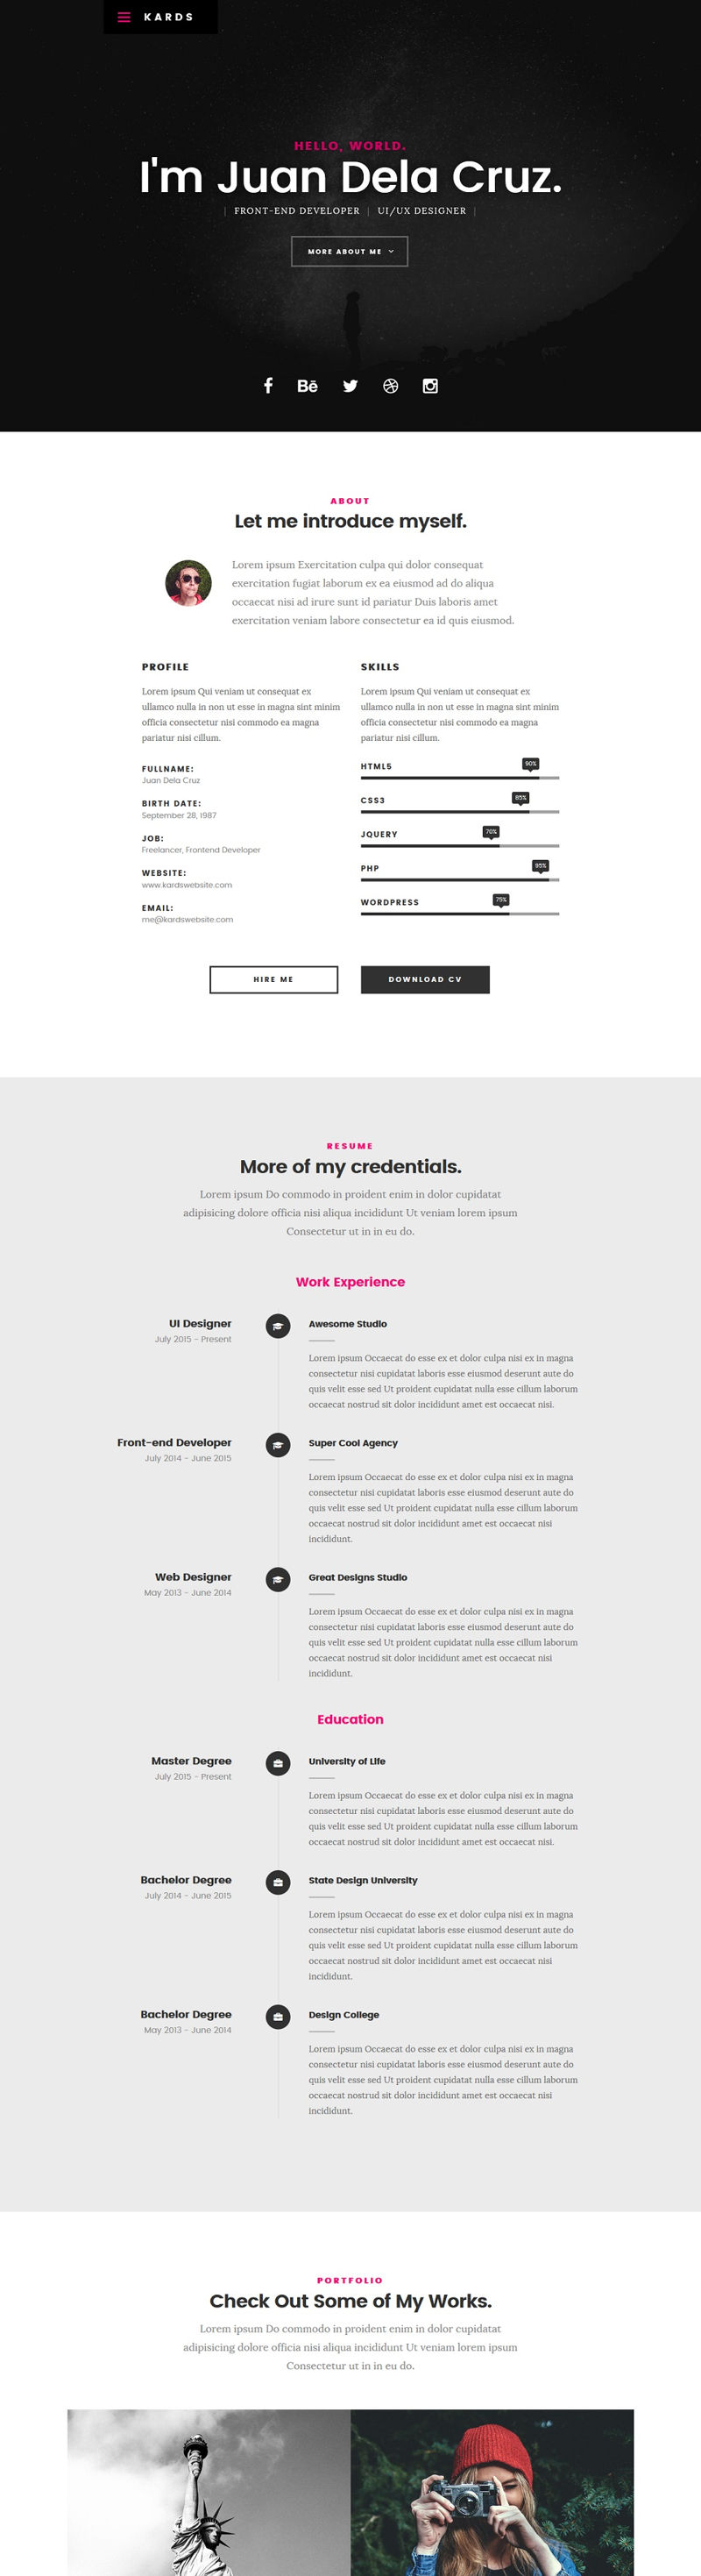 KARDS
HELLO, WORLD.
I'm Juan Dela Cruz.
| FRONT-END DEVELOPER | UI/UX DESIGNER |
MORE ABOUT ME
Bē
ABOUT
Let me introduce myself.
Lorem ipsum Exercitation culpa qui dolor consequat
exercitation fugiat laborum ex ea eiusmod ad do aliqua
occaecat nisi ad irure sunt id pariatur Duis laboris amet
exercitation veniam labore consectetur ea id quis eiusmod.
PROFILE
Lorem ipsum Qui veniam ut consequat ex
ullamco nulla in non ut esse in magna sint minim
officia consectetur nisi commodo ea magna
pariatur nisi cillum.
FULLNAME:
Juan Dela Cruz
BIRTH DATE:
September 28, 1987
JOB:
Freelancer, Frontend Developer
WEBSITE:
www.kardswebsite.com
EMAIL:
me@kardswebsite.com
SKILLS
Lorem ipsum Qui veniam ut consequat ex
ullamco nulla in non ut esse in magna sint minim
officia consectetur nisi commodo ea magna
pariatur nisi cillum.
HTML5 90%
CSS3 85%
JQUERY 70%
PHP 95%
WORDPRESS 75%
HIRE ME
DOWNLOAD CV
RESUME
More of my credentials.
Lorem ipsum Do commodo in proident enim in dolor cupidatat
adipisicing dolore officia nisi aliqua incididunt Ut veniam lorem ipsum
Consectetur ut in in eu do.
Work Experience
UI Designer
July 2015 - Present
Awesome Studio
Lorem ipsum Occaecat do esse ex et dolor culpa nisi ex in magna
consectetur nisi cupidatat laboris esse eiusmod deserunt aute do
quis velit esse sed Ut proident cupidatat nulla esse cillum laborum
occaecat nostrud sit dolor incididunt amet est occaecat nisi.
Front-end Developer
July 2014 - June 2015
Super Cool Agency
Lorem ipsum Occaecat do esse ex et dolor culpa nisi ex in magna
consectetur nisi cupidatat laboris esse eiusmod deserunt aute do
quis velit esse sed Ut proident cupidatat nulla esse cillum laborum
occaecat nostrud sit dolor incididunt amet est occaecat nisi
incididunt.
Web Designer
May 2013 - June 2014
Great Designs Studio
Lorem ipsum Occaecat do esse ex et dolor culpa nisi ex in magna
consectetur nisi cupidatat laboris esse eiusmod deserunt aute do
quis velit esse sed Ut proident cupidatat nulla esse cillum laborum
occaecat nostrud sit dolor incididunt amet est occaecat nisi
incididunt.
Education
Master Degree
July 2015 - Present
University of Life
Lorem ipsum Occaecat do esse ex et dolor culpa nisi ex in magna
consectetur nisi cupidatat laboris esse eiusmod deserunt aute do
quis velit esse sed Ut proident cupidatat nulla esse cillum laborum
occaecat nostrud sit dolor incididunt amet est occaecat nisi.
Bachelor Degree
July 2014 - June 2015
State Design University
Lorem ipsum Occaecat do esse ex et dolor culpa nisi ex in magna
consectetur nisi cupidatat laboris esse eiusmod deserunt aute do
quis velit esse sed Ut proident cupidatat nulla esse cillum laborum
occaecat nostrud sit dolor incididunt amet est occaecat nisi
incididunt.
Bachelor Degree
May 2013 - June 2014
Design College
Lorem ipsum Occaecat do esse ex et dolor culpa nisi ex in magna
consectetur nisi cupidatat laboris esse eiusmod deserunt aute do
quis velit esse sed Ut proident cupidatat nulla esse cillum laborum
occaecat nostrud sit dolor incididunt amet est occaecat nisi
incididunt.
PORTFOLIO
Check Out Some of My Works.
Lorem ipsum Do commodo in proident enim in dolor cupidatat
adipisicing dolore officia nisi aliqua incididunt Ut veniam lorem ipsum
Consectetur ut in in eu do.